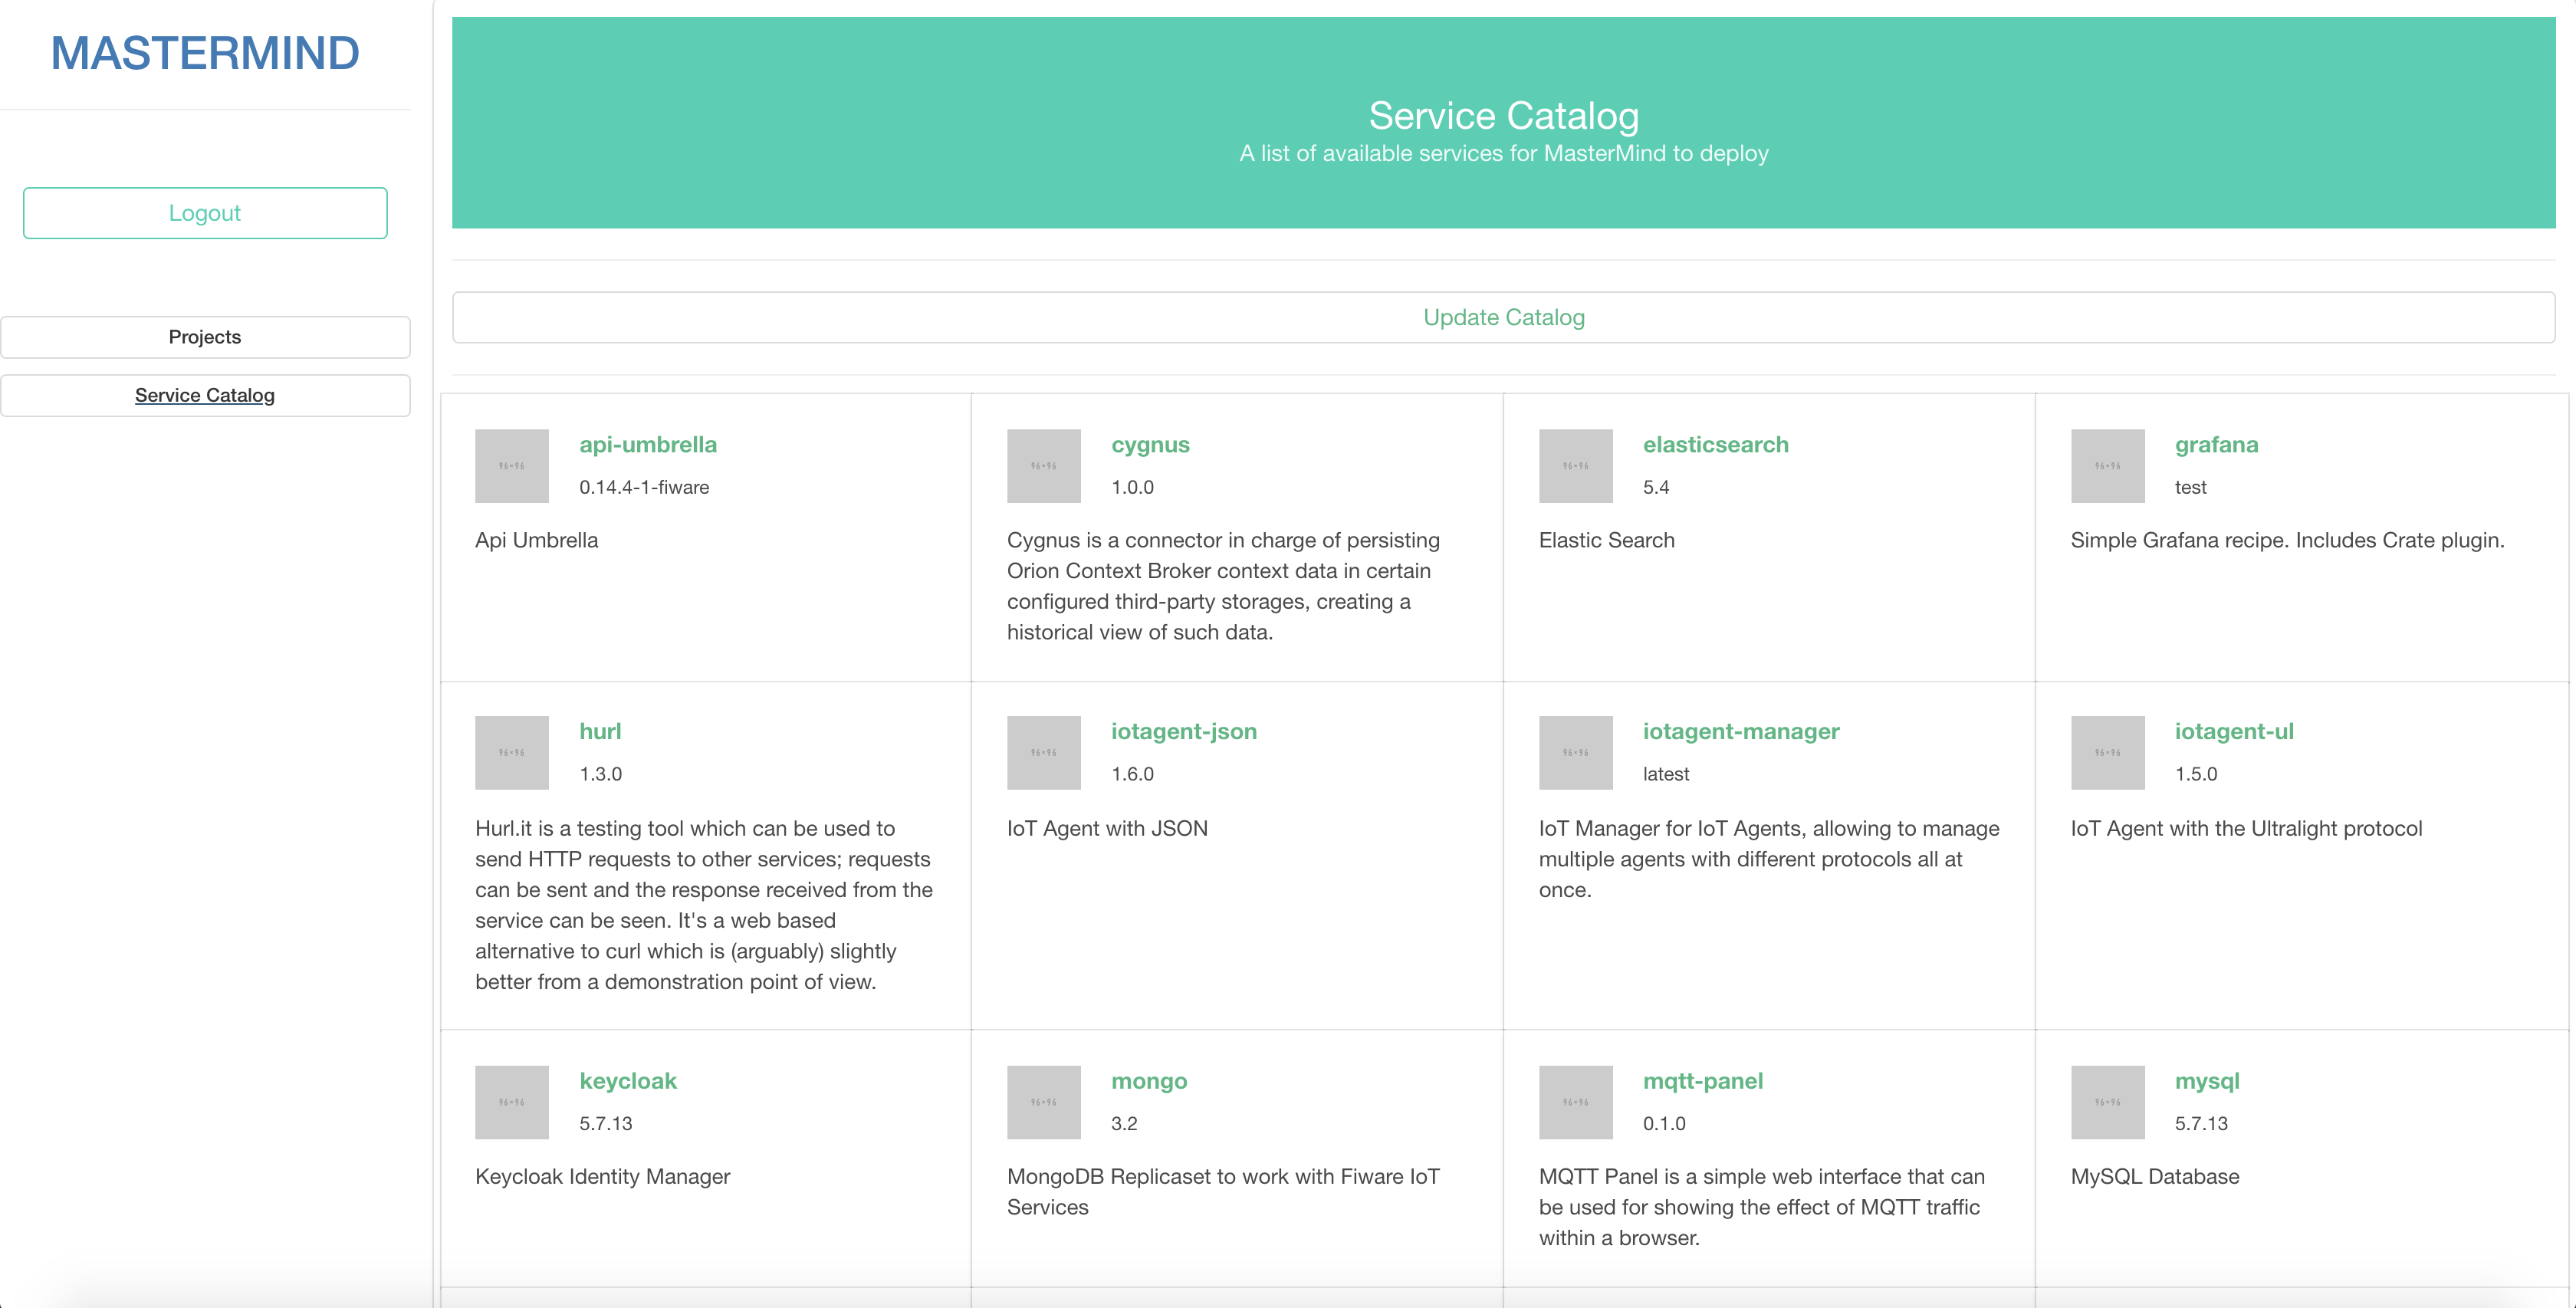 MASTERMIND
Logout
Projects
Service Catalog
Service Catalog
A list of available services for MasterMind to deploy
Update Catalog
96×96
api-umbrella
0.14.4-1-fiware
Api Umbrella
96×96
cygnus
1.0.0
Cygnus is a connector in charge of persisting
Orion Context Broker context data in certain
configured third-party storages, creating a
historical view of such data.
96×96
elasticsearch
5.4
Elastic Search
96×96
grafana
test
Simple Grafana recipe. Includes Crate plugin.
96×96
hurl
1.3.0
Hurl.it is a testing tool which can be used to
send HTTP requests to other services; requests
can be sent and the response received from the
service can be seen. It's a web based
alternative to curl which is (arguably) slightly
better from a demonstration point of view.
96×96
iotagent-json
1.6.0
IoT Agent with JSON
96×96
iotagent-manager
latest
IoT Manager for IoT Agents, allowing to manage
multiple agents with different protocols all at
once.
96×96
iotagent-ul
1.5.0
IoT Agent with the Ultralight protocol
96×96
keycloak
5.7.13
Keycloak Identity Manager
96×96
mongo
3.2
MongoDB Replicaset to work with Fiware IoT
Services
96×96
mqtt-panel
0.1.0
MQTT Panel is a simple web interface that can
be used for showing the effect of MQTT traffic
within a browser.
96×96
mysql
5.7.13
MySQL Database